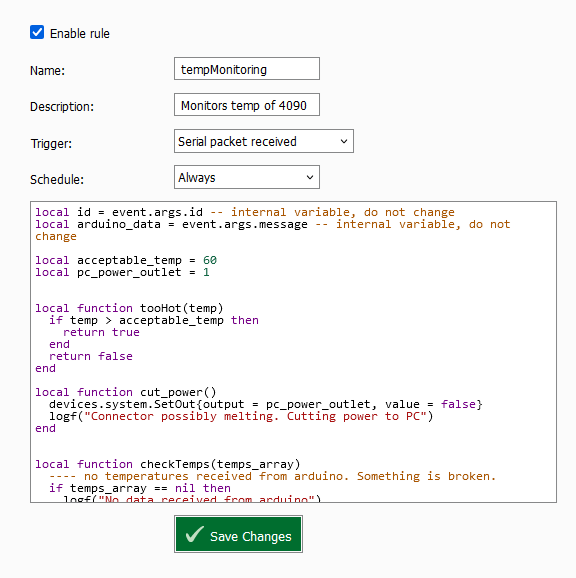 Enable rule
Name: tempMonitoring
Description: Monitors temp of 4090
Trigger: Serial packet received
Schedule: Always
local id = event.args.id -- internal variable, do not change
local arduino_data = event.args.message -- internal variable, do not
change
local acceptable_temp = 60
local pc_power_outlet = 1
local function tooHot(temp)
  if temp > acceptable_temp then
    return true
  end
  return false
end
local function cut_power()
  devices.system.SetOut{output = pc_power_outlet, value = false}
  logf("Connector possibly melting. Cutting power to PC")
end
local function checkTemps(temps_array)
  ---- no temperatures received from arduino. Something is broken.
  if temps_array == nil then
    logf("No data received from arduino")
Save Changes